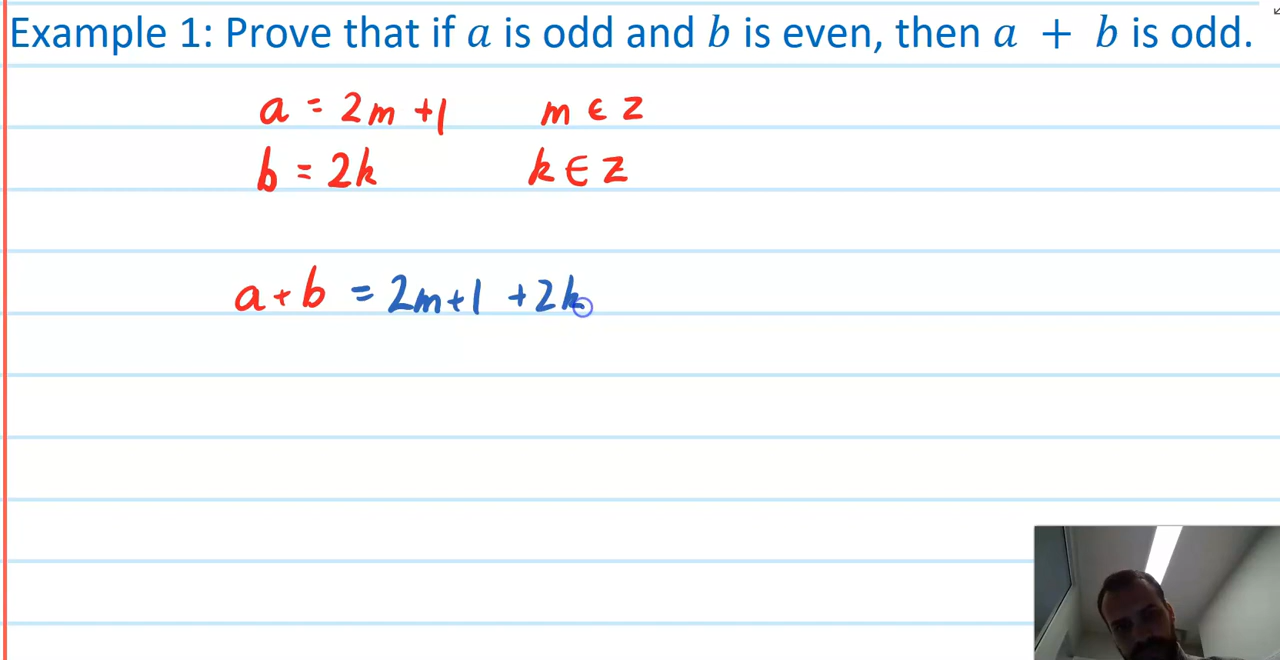 Example 1: Prove that if a is odd and b is even, then a + b is odd.
a = 2m +1 m ∈ z
b = 2k k ∈ z
a + b = 2m+1 +2k